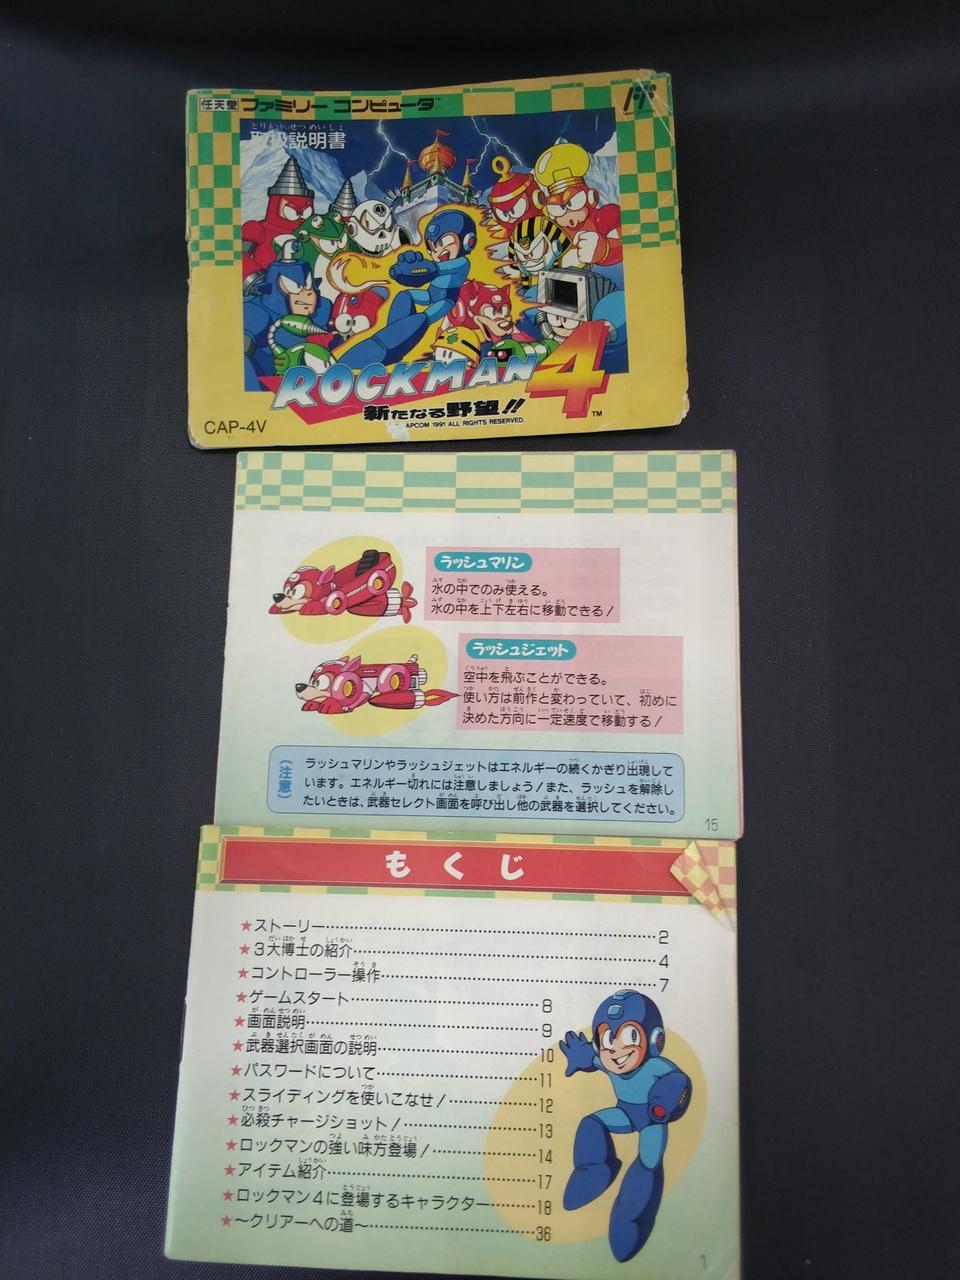 任天堂 ファミリー コンピュータ™
とりあつかいせつめいしょ
取扱説明書
ROCKMAN 4
新たなる野望!!
TM
CAPCOM 1991 ALL RIGHTS RESERVED.
CAP-4V
ラッシュマリン
水の中でのみ使える。
水の中を上下左右に移動できる!
ラッシュジェット
空中を飛ぶことができる。
使い方は前作と変わっていて、初めに
決めた方向に一定速度で移動する!
(注意)
ラッシュマリンやラッシュジェットはエネルギーの続くかぎり出現して
います。エネルギー切れには注意しましょう!また、ラッシュを解除し
たいときは、武器セレクト画面を呼び出し他の武器を選択してください。
15
もくじ
★ストーリー 2
★3大博士の紹介 4
★コントローラー操作 7
★ゲームスタート 8
★画面説明 9
★武器選択画面の説明 10
★パスワードについて 11
★スライディングを使いこなせ! 12
★必殺チャージショット! 13
★ロックマンの強い味方登場! 14
★アイテム紹介 17
★ロックマン4に登場するキャラクター 18
★〜クリアーへの道〜 36
1